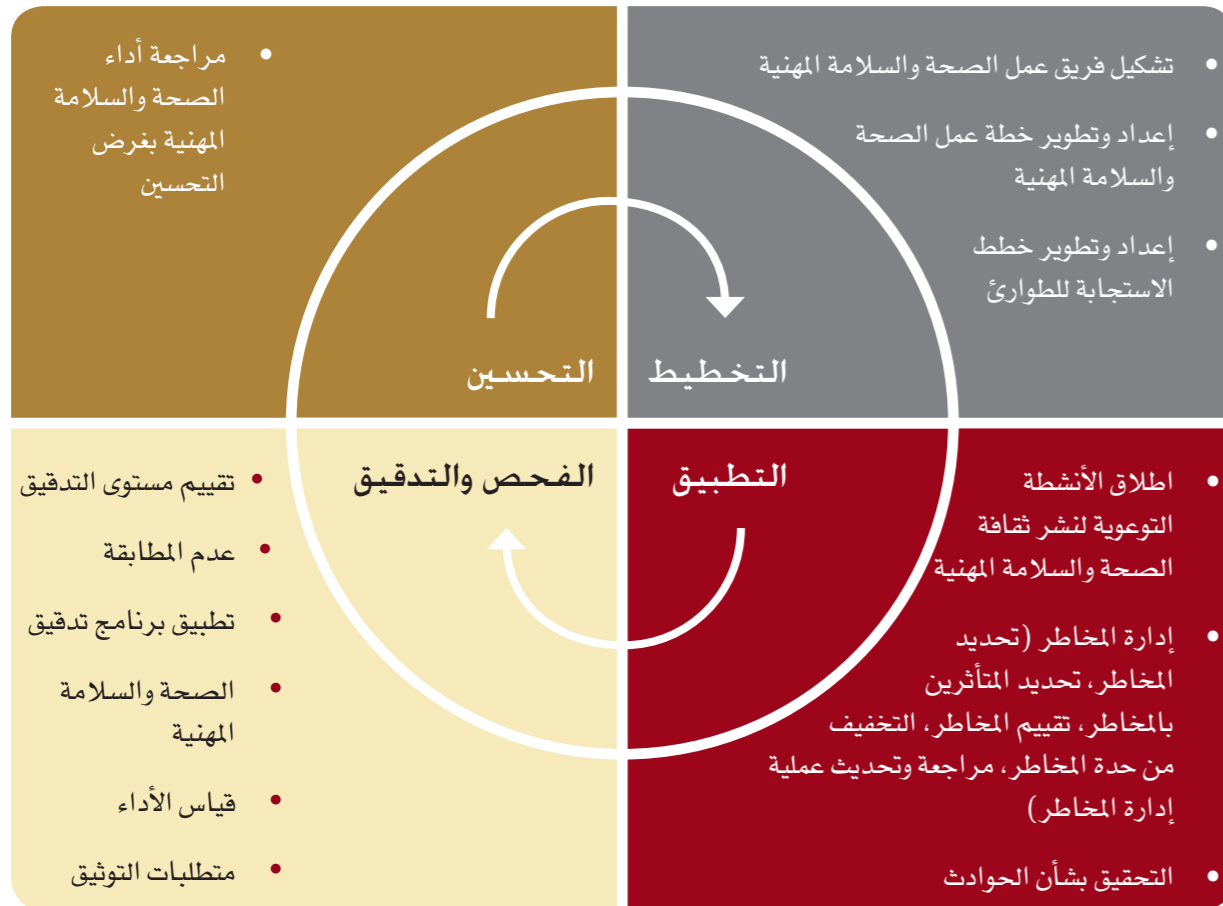 • تشكيل فريق عمل الصحة والسلامة المهنية
• إعداد وتطوير خطة عمل الصحة
والسلامة المهنية
• إعداد وتطوير خطط
الاستجابة للطوارئ
التخطيط
• مراجعة أداء
الصحة والسلامة
المهنية بغرض
التحسين
التحسين
التطبيق
• اطلاق الأنشطة
التوعوية لنشر ثقافة
الصحة والسلامة المهنية
• إدارة المخاطر (تحديد
المخاطر، تحديد المتأثرين
بالمخاطر، تقييم المخاطر، التخفيف
من حدة المخاطر، مراجعة وتحديث عملية
إدارة المخاطر)
• التحقيق بشأن الحوادث
الفحص والتدقيق
• تقييم مستوى التدقيق
• عدم المطابقة
• تطبيق برنامج تدقيق
• الصحة والسلامة
المهنية
• قياس الأداء
• متطلبات التوثيق